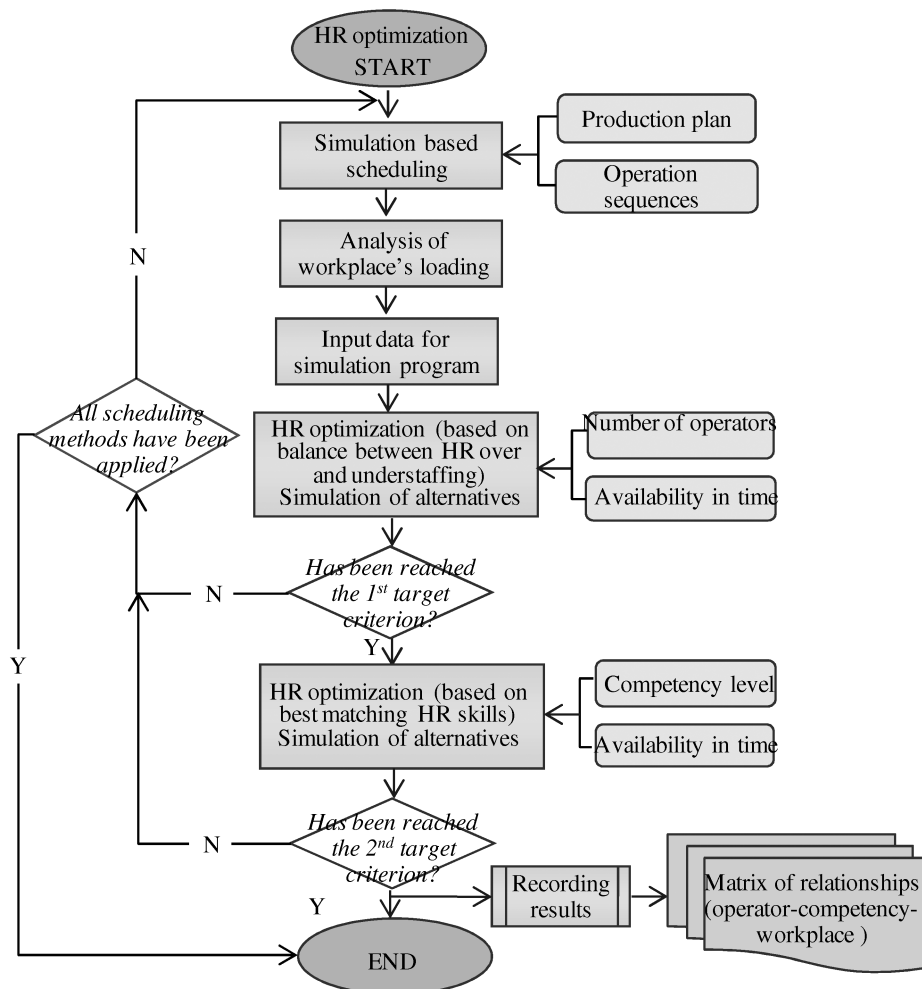 HR optimization
START
Production plan
Simulation based
scheduling
Operation
sequences
N
Analysis of
workplace's loading
Input data for
simulation program
All scheduling
methods have been
applied?
HR optimization (based on
balance between HR over
and understaffing)
Simulation of alternatives
Number of operators
Availability in time
Has been reached
the 1st target
criterion?
N
Y
Y
HR optimization (based on
best matching HR skills)
Simulation of alternatives
Competency level
Availability in time
Has been reached
the 2nd target
criterion?
N
Y
Recording
results
Matrix of relationships
(operator-competency-
workplace )
END